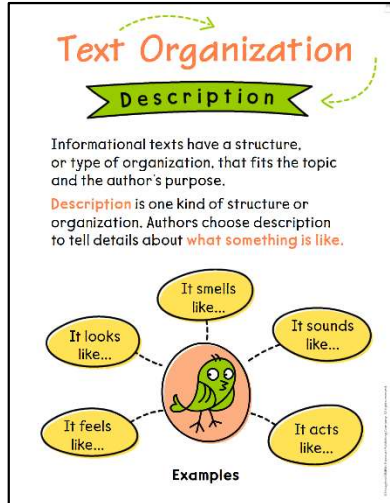 Text Organization
Description
Informational texts have a structure,
or type of organization, that fits the topic
and the author's purpose.
Description is one kind of structure or
organization. Authors choose description
to tell details about what something is like.
It smells
like...
It looks
like...
It sounds
like...
It feels
like...
It acts
like...
Examples